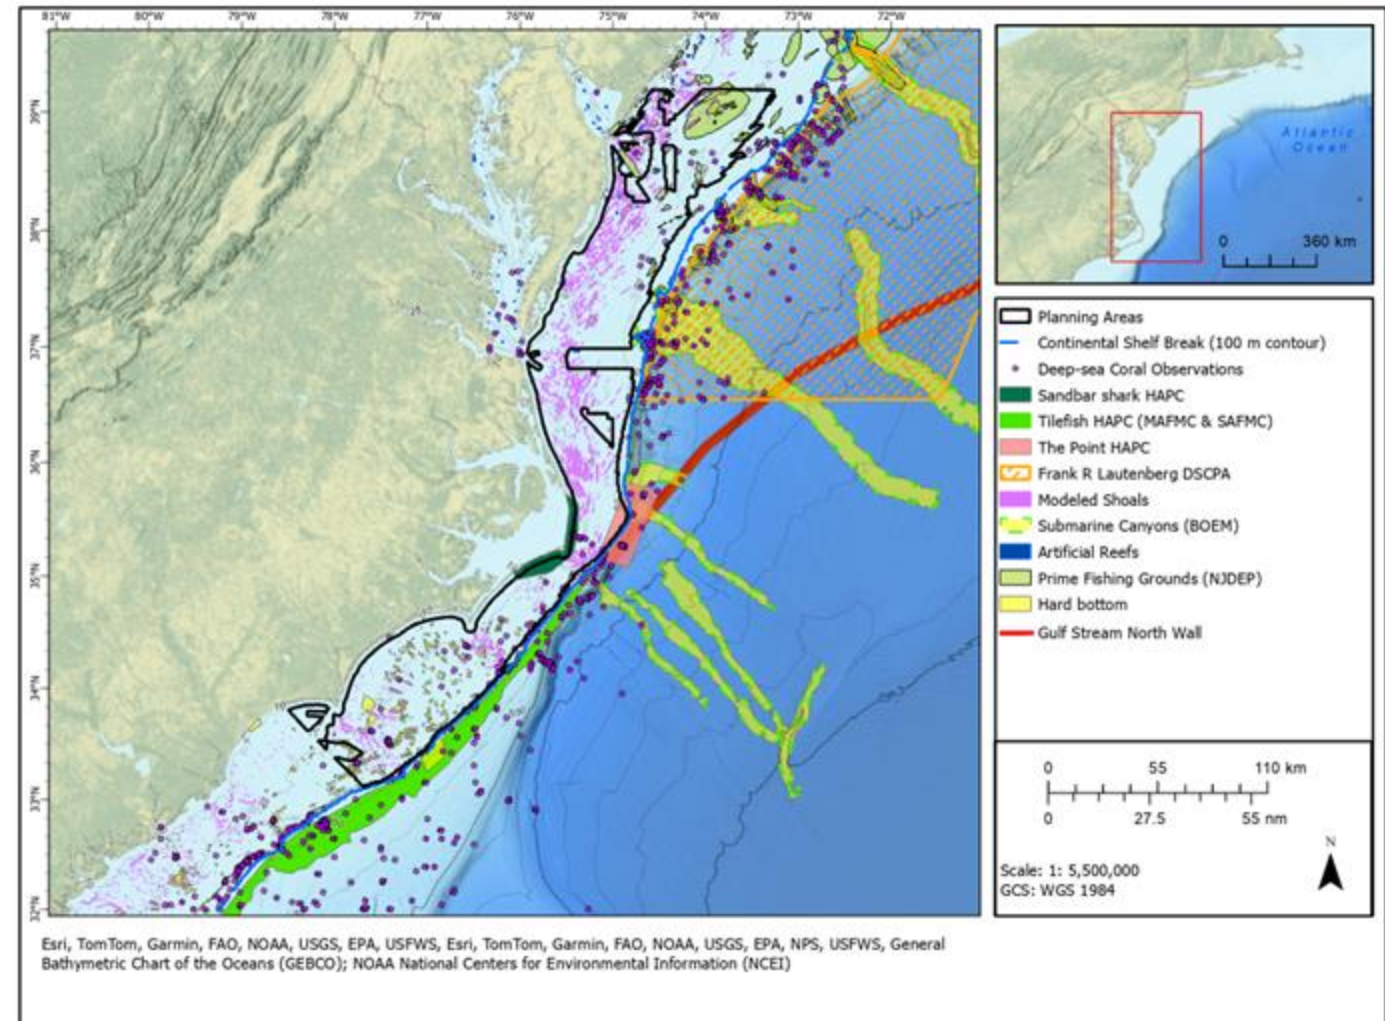 81°W 80°W 79°W 78°W 77°W 76°W 75°W 74°W 73°W 72°W
39°N
38°N
37°N
36°N
35°N
34°N
33°N
32°N
Atlantic
Ocean
0 360 km
Planning Areas
Continental Shelf Break (100 m contour)
Deep-sea Coral Observations
Sandbar shark HAPC
Tilefish HAPC (MAFMC & SAFMC)
The Point HAPC
Frank R Lautenberg DSCPA
Modeled Shoals
Submarine Canyons (BOEM)
Artificial Reefs
Prime Fishing Grounds (NJDEP)
Hard bottom
Gulf Stream North Wall
0 55 110 km
0 27.5 55 nm
N
Scale: 1: 5,500,000
GCS: WGS 1984
Esri, TomTom, Garmin, FAO, NOAA, USGS, EPA, USFWS, Esri, TomTom, Garmin, FAO, NOAA, USGS, EPA, NPS, USFWS, General
Bathymetric Chart of the Oceans (GEBCO); NOAA National Centers for Environmental Information (NCEI)